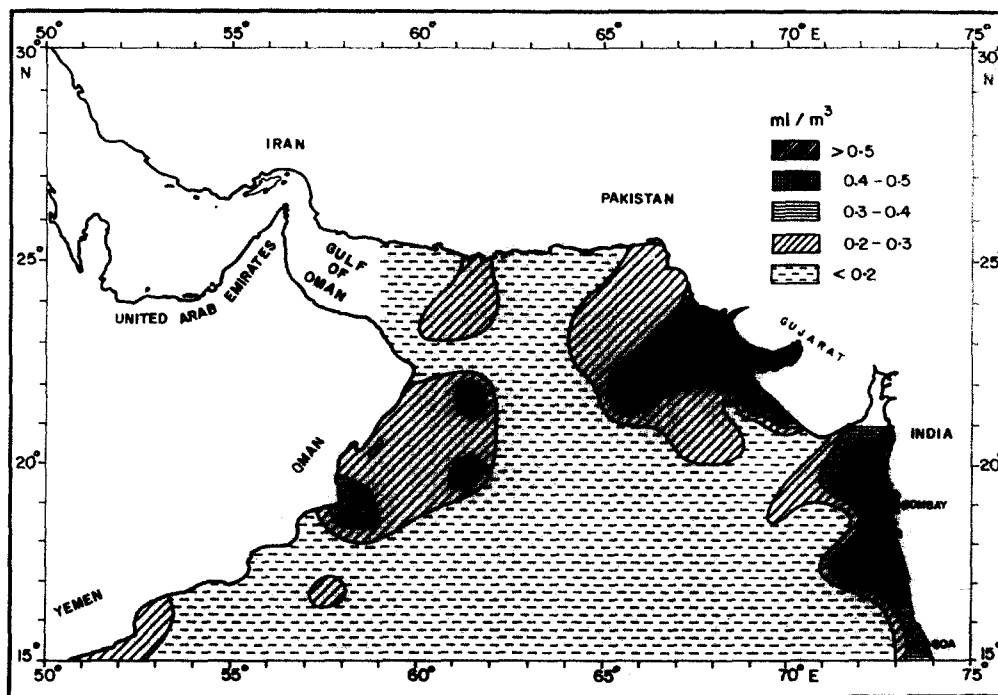 50° 55° 60° 65° 70° E 75°
30° N
30° N
ml / m³
>0·5
0·4 – 0·5
0·3 – 0·4
0·2 – 0·3
< 0·2
IRAN
PAKISTAN
GULF OF OMAN
25°
25°
UNITED ARAB EMIRATES
GUJARAT
OMAN
INDIA
20°
20°
BOMBAY
YEMEN
GOA
15°
15°
50° 55° 60° 65° 70° 75°